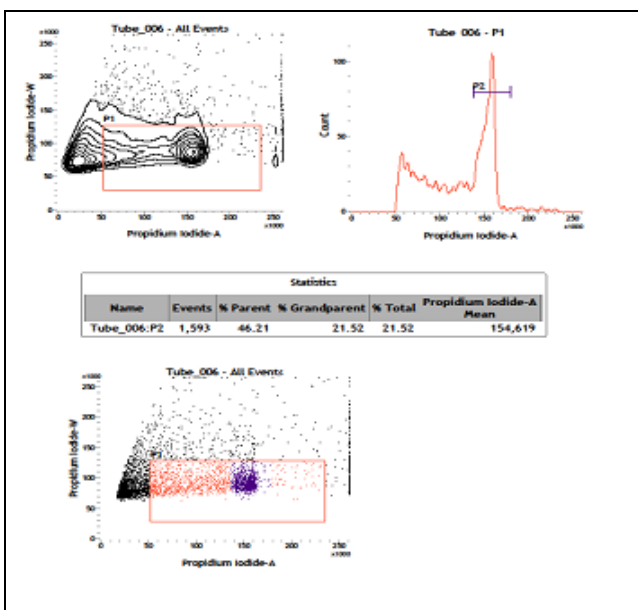 Tube_006 - All Events
x1000
250
200
150
100
50
0
Propidium Iodide-W
P1
0 50 100 150 200 250
x1000
Propidium Iodide-A
Tube 006 - P1
100
50
0
Count
P2
0 50 100 150 200 250
x1000
Propidium Iodide-A
Statistics
Name Events % Parent % Grandparent % Total Propidium Iodide-A Mean
Tube_006:P2 1,593 46.21 21.52 21.52 154,619
Tube_006 - All Events
x1000
250
200
150
100
50
0
Propidium Iodide-W
P1
0 50 100 150 200 250
x1000
Propidium Iodide-A